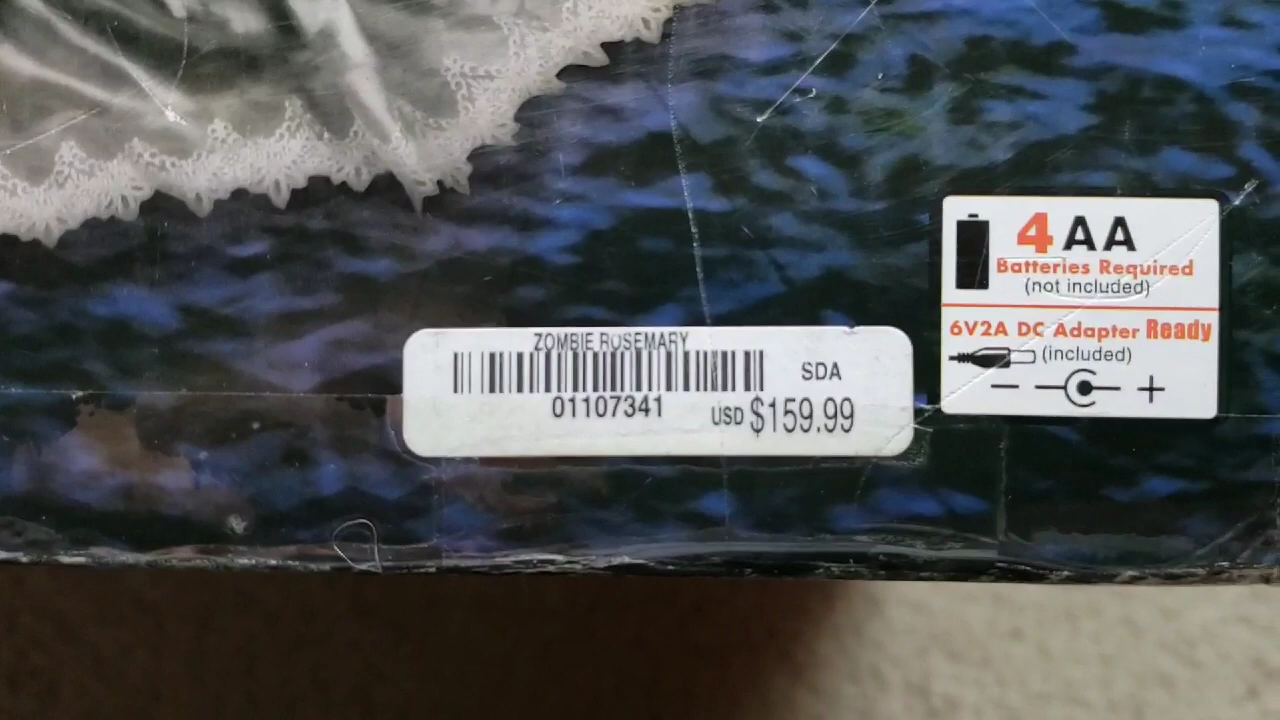 4 AA
Batteries Required
(not included)
6V2A DC Adapter Ready
(included)
- +
ZOMBIE ROSEMARY
SDA
01107341
USD $159.99